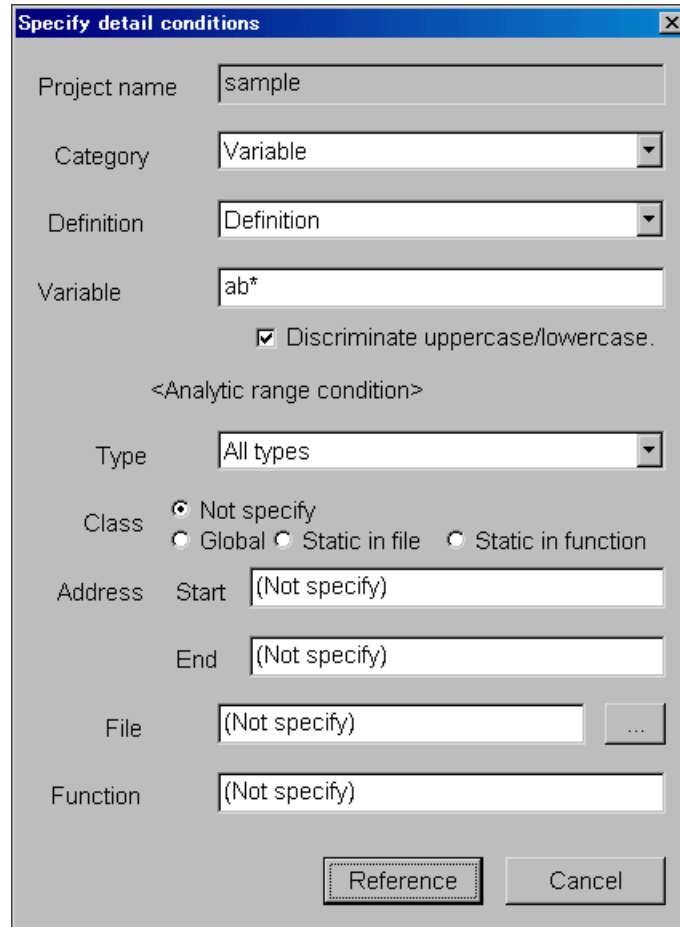 Specify detail conditions
Project name sample
Category Variable
Definition Definition
Variable ab*
Discriminate uppercase/lowercase.
<Analytic range condition>
Type All types
Class Not specify
Global Static in file Static in function
Address Start (Not specify)
End (Not specify)
File (Not specify) ...
Function (Not specify)
Reference Cancel